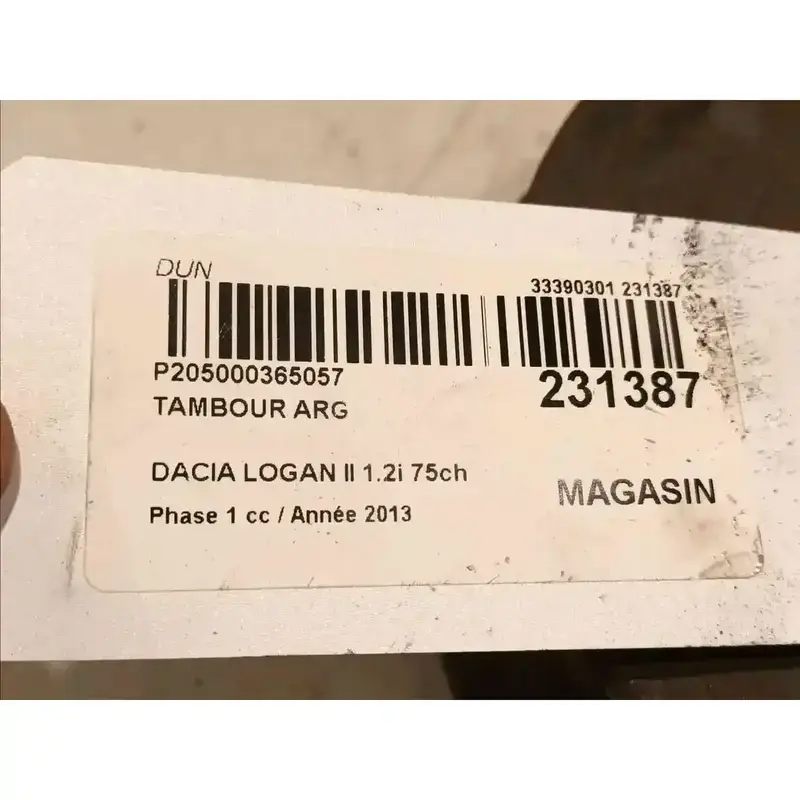 DUN
33390301 231387
P205000365057
231387
TAMBOUR ARG
DACIA LOGAN II 1.2i 75ch
MAGASIN
Phase 1 cc / Année 2013